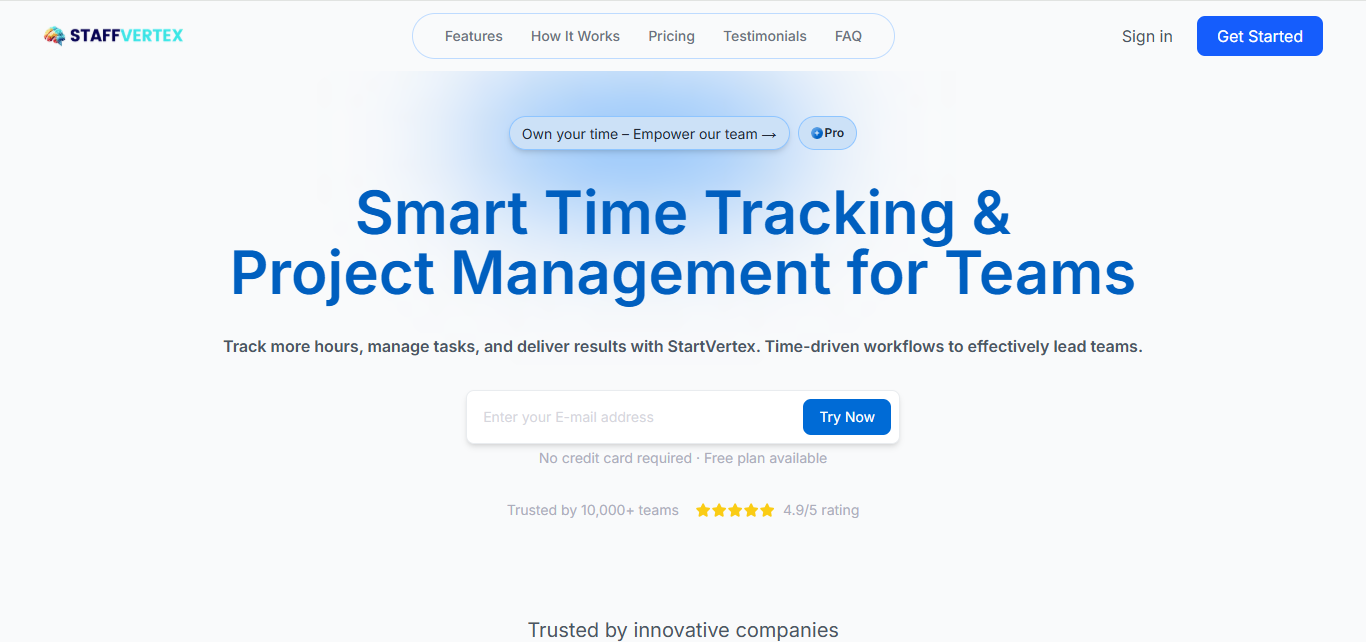 STAFFVERTEX
Features How It Works Pricing Testimonials FAQ
Sign in Get Started
Own your time – Empower our team → Pro
Smart Time Tracking &
Project Management for Teams
Track more hours, manage tasks, and deliver results with StartVertex. Time-driven workflows to effectively lead teams.
Enter your E-mail address Try Now
No credit card required · Free plan available
Trusted by 10,000+ teams 4.9/5 rating
Trusted by innovative companies